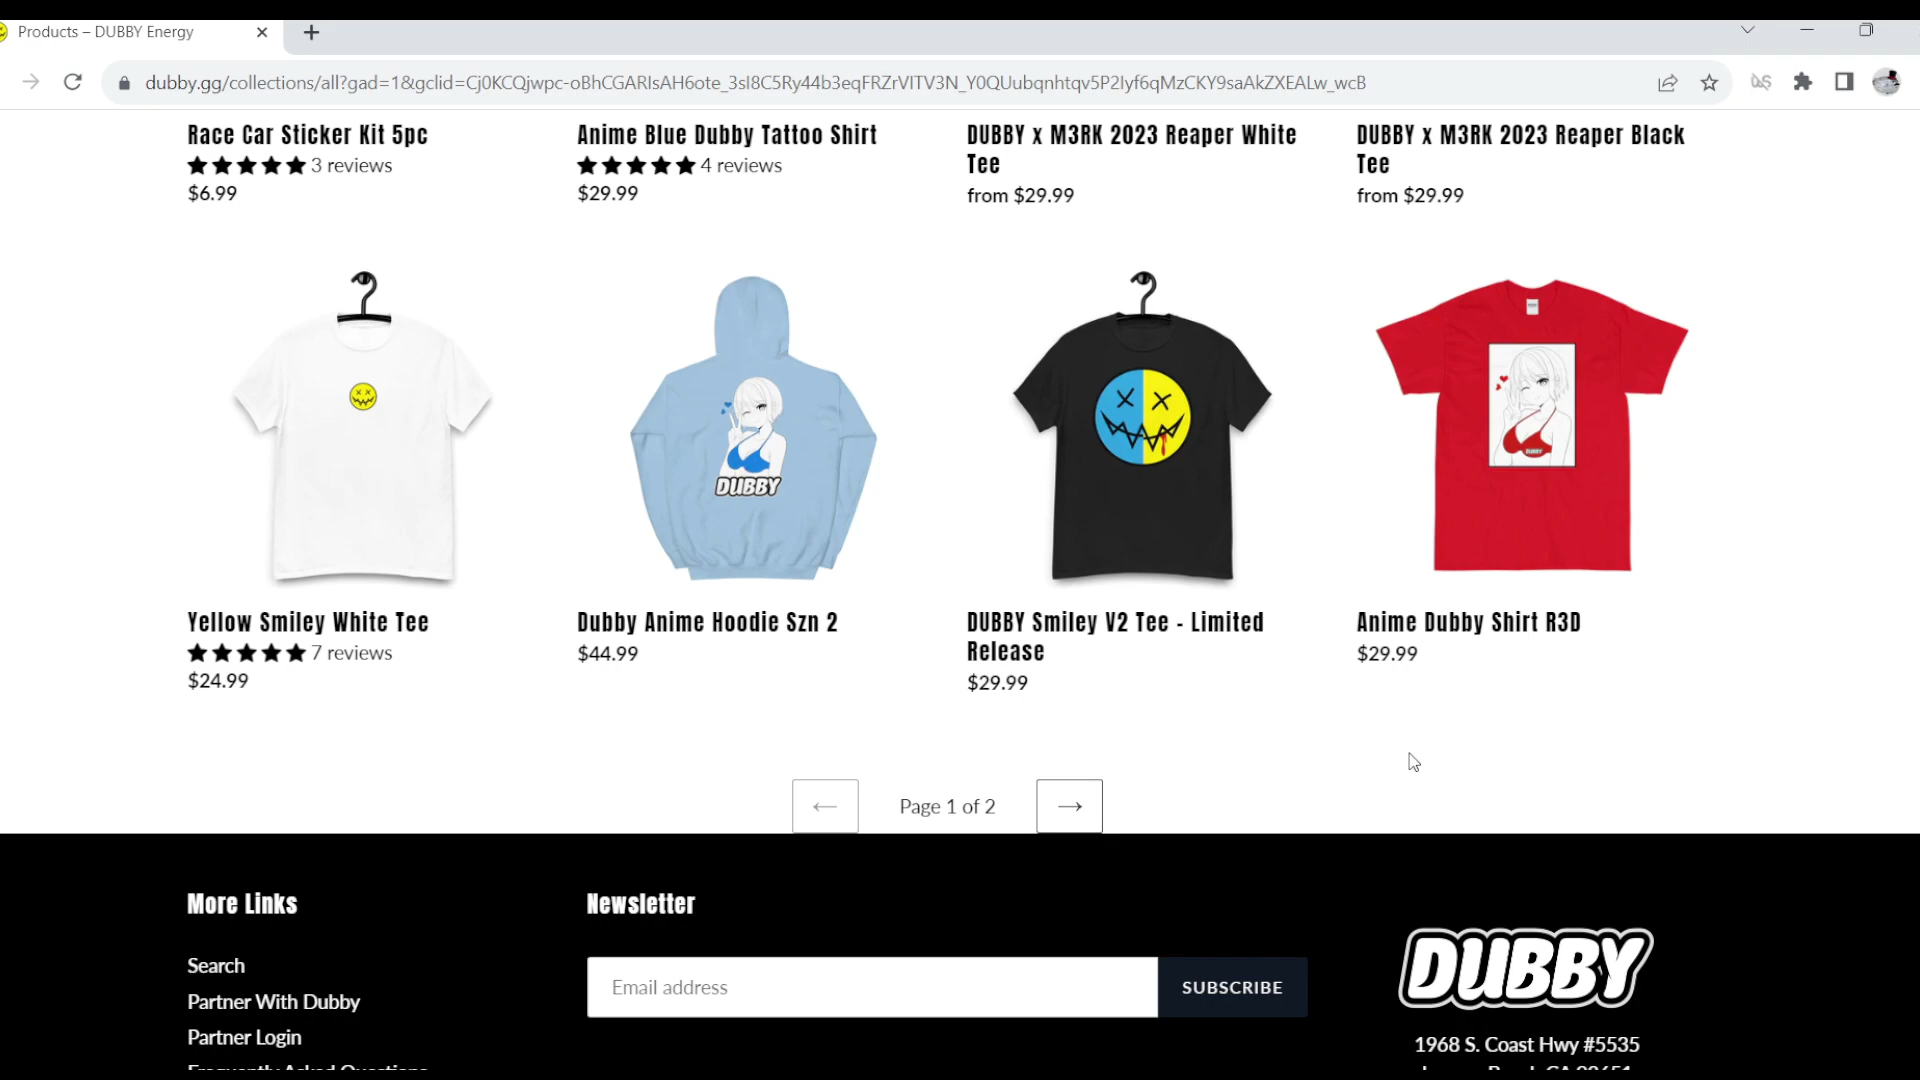 Products – DUBBY Energy
dubby.gg/collections/all?gad=1&gclid=Cj0KCQjwpc-oBhCGARIsAH6ote_3sI8C5Ry44b3eqFRZrVITV3N_Y0QUubqnhtqv5P2Iyf6qMzCKY9saAkZXEALw_wcB
Race Car Sticker Kit 5pc
3 reviews
$6.99
Anime Blue Dubby Tattoo Shirt
4 reviews
$29.99
DUBBY x M3RK 2023 Reaper White
Tee
from $29.99
DUBBY x M3RK 2023 Reaper Black
Tee
from $29.99
DUBBY
DUBBY
Yellow Smiley White Tee
7 reviews
$24.99
Dubby Anime Hoodie Szn 2
$44.99
DUBBY Smiley V2 Tee - Limited
Release
$29.99
Anime Dubby Shirt R3D
$29.99
Page 1 of 2
More Links
Search
Partner With Dubby
Partner Login
Frequently Asked Questions
Newsletter
Email address
SUBSCRIBE
DUBBY
1968 S. Coast Hwy #5535